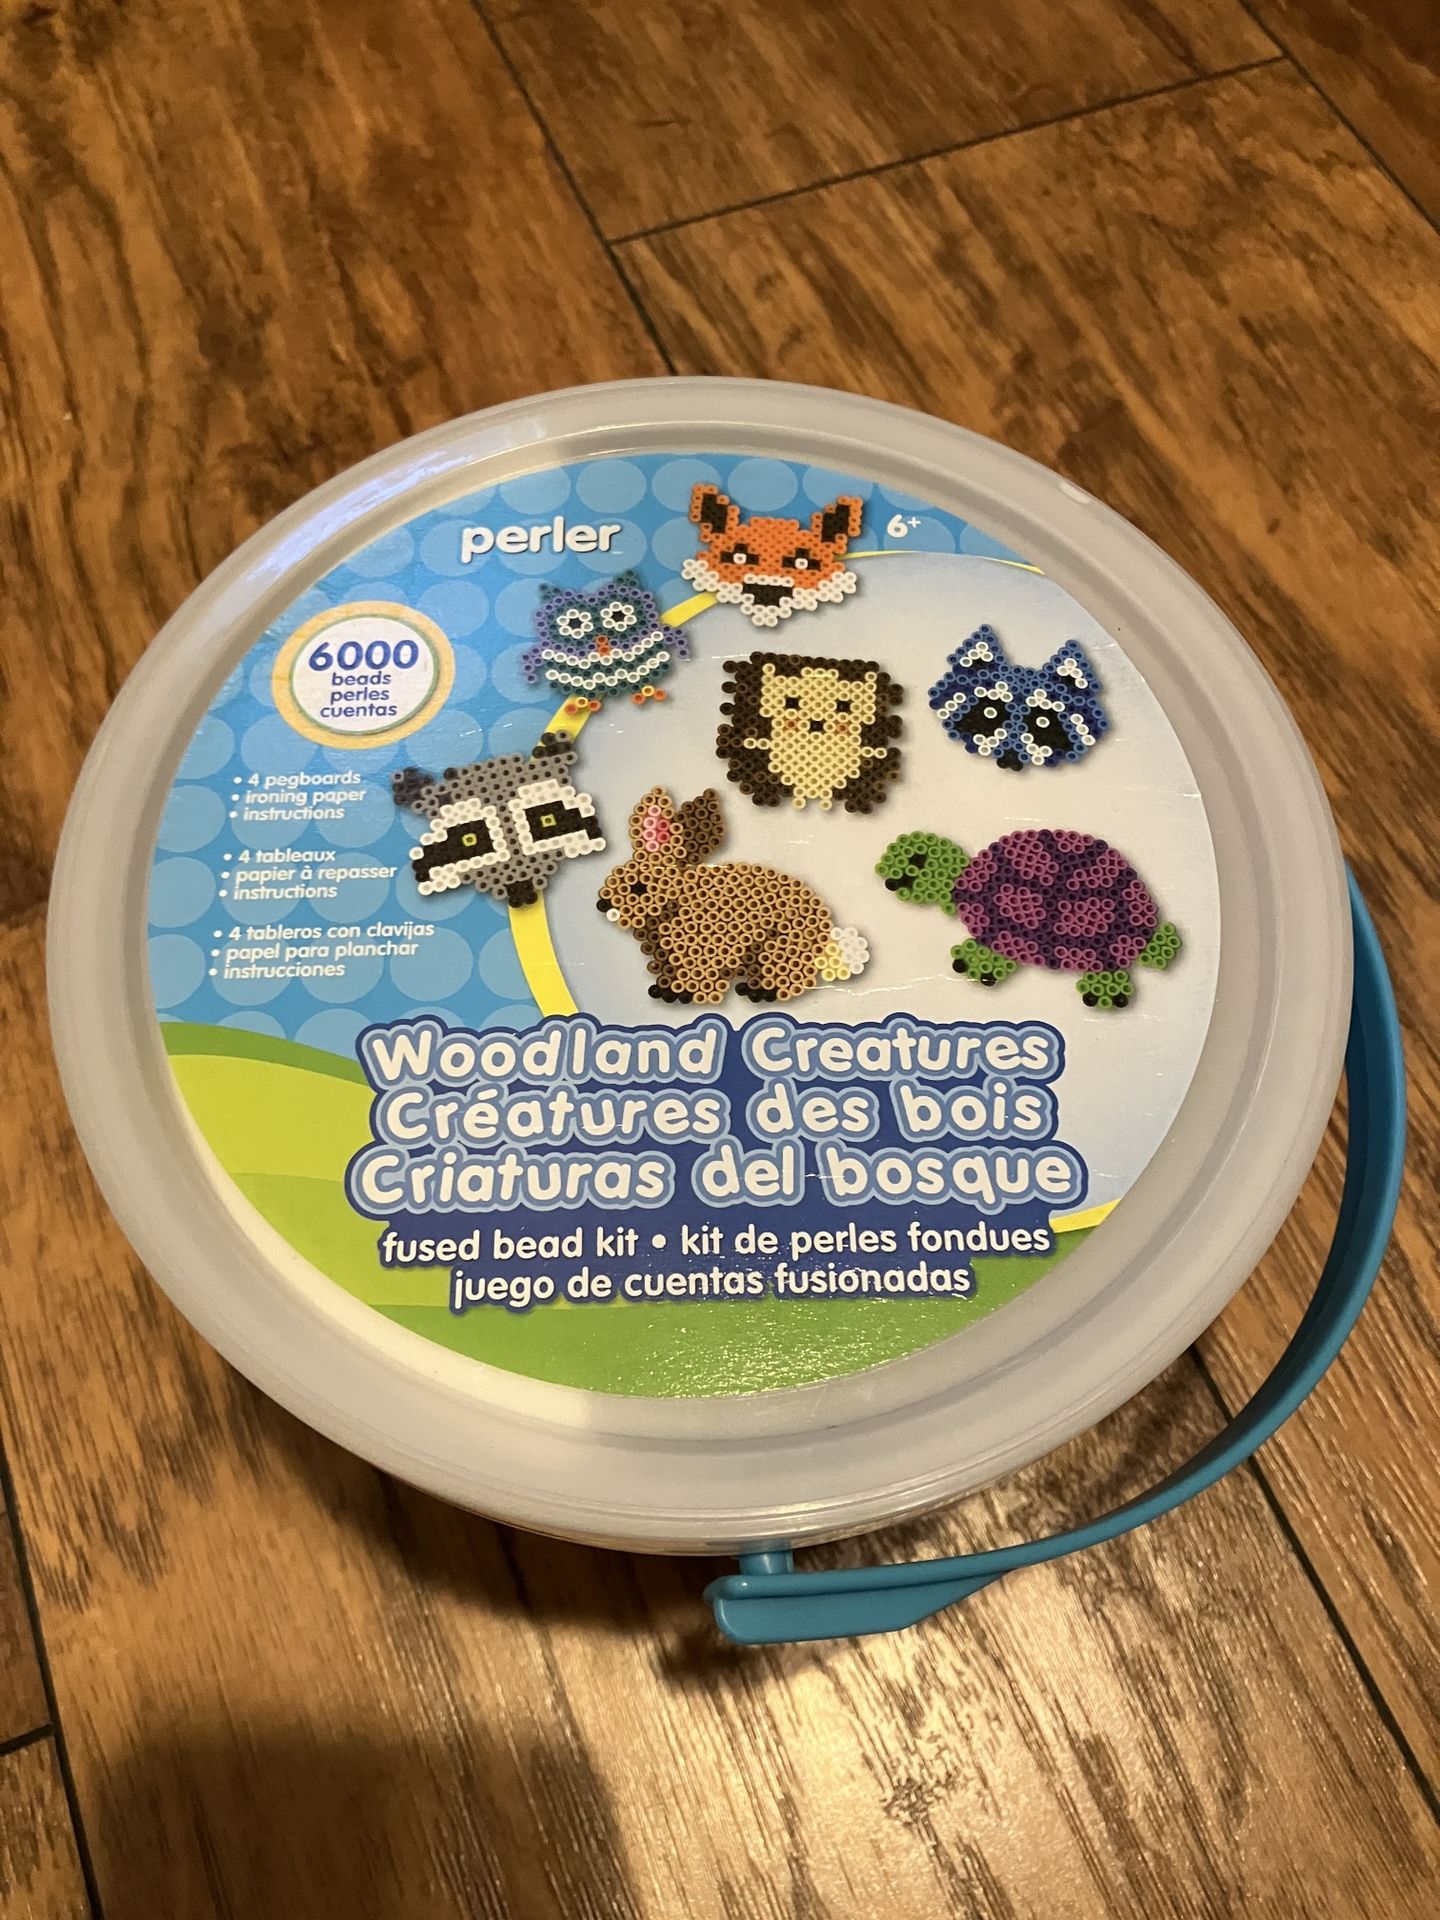 perler
6+
6000
beads
perles
cuentas
• 4 pegboards
• ironing paper
• instructions
• 4 tableaux
• papier à repasser
• instructions
• 4 tableros con clavijas
• papel para planchar
• instrucciones
Woodland Creatures
Créatures des bois
Criaturas del bosque
fused bead kit • kit de perles fondues
juego de cuentas fusionadas